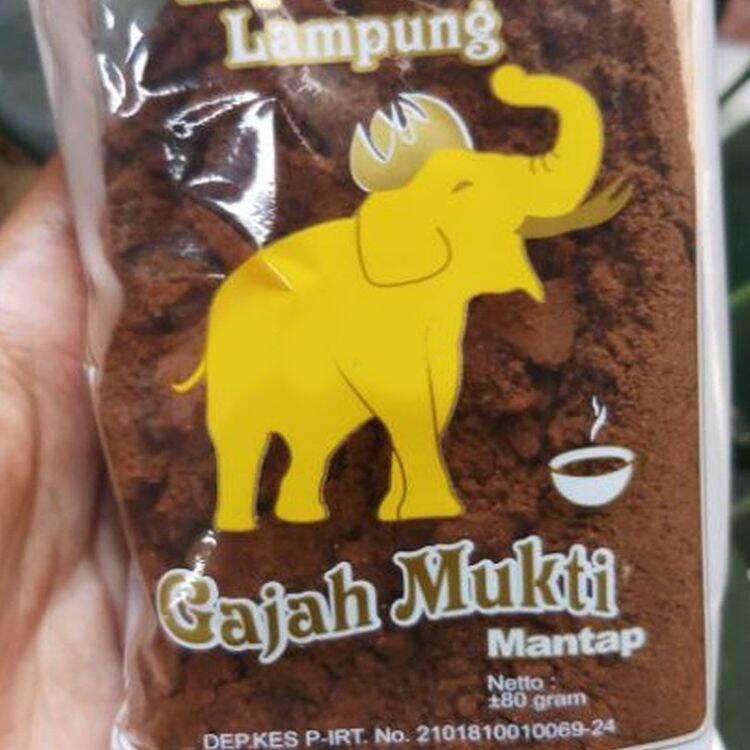 Lampung
Gajah Mukti
Mantap
Netto :
±80 gram
DEP.KES P-IRT. No. 2101810010069-24